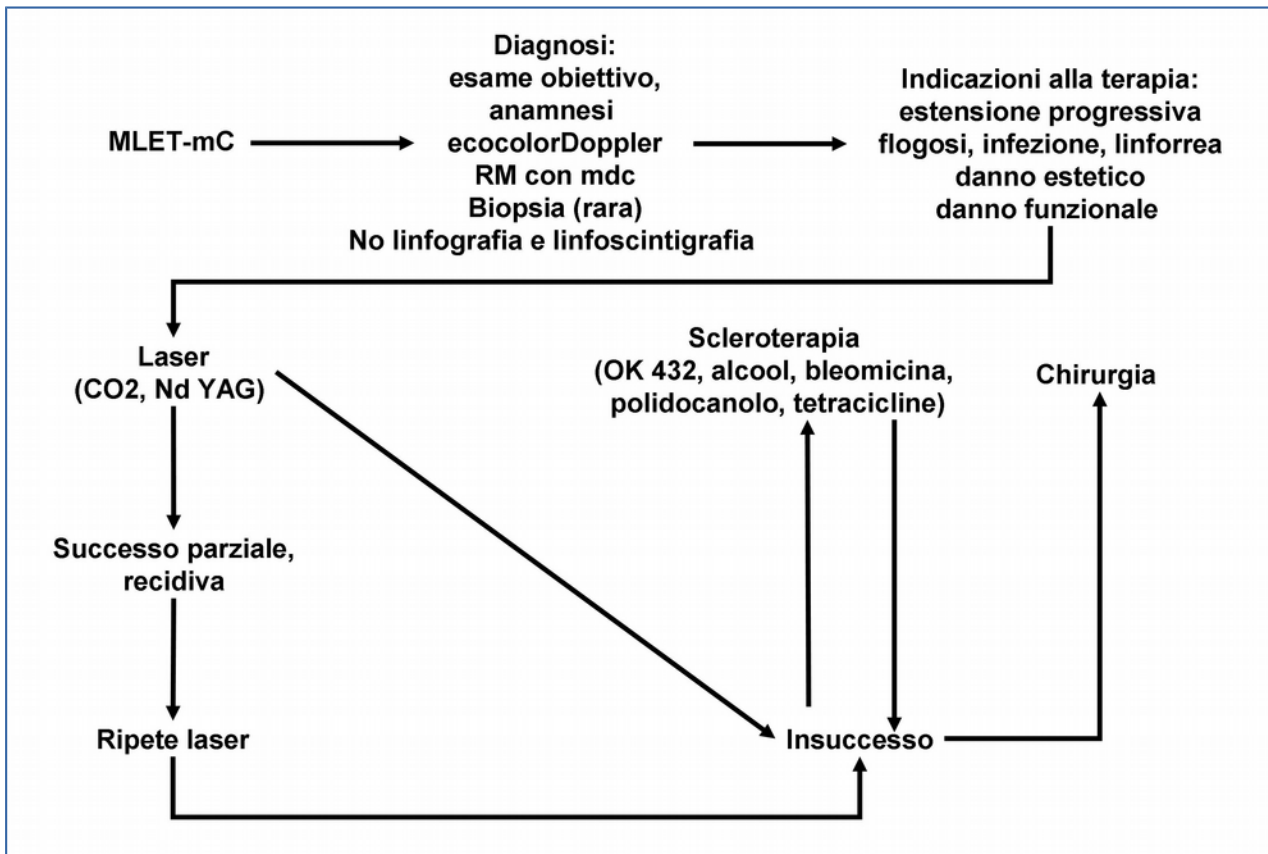 MLET-mC
Diagnosi:
esame obiettivo,
anamnesi
ecocolorDoppler
RM con mdc
Biopsia (rara)
No linfografia e linfoscintigrafia
Indicazioni alla terapia:
estensione progressiva
flogosi, infezione, linforrea
danno estetico
danno funzionale
Laser
(CO2, Nd YAG)
Scleroterapia
(OK 432, alcool, bleomicina,
polidocanolo, tetracicline)
Chirurgia
Successo parziale,
recidiva
Ripete laser
Insuccesso